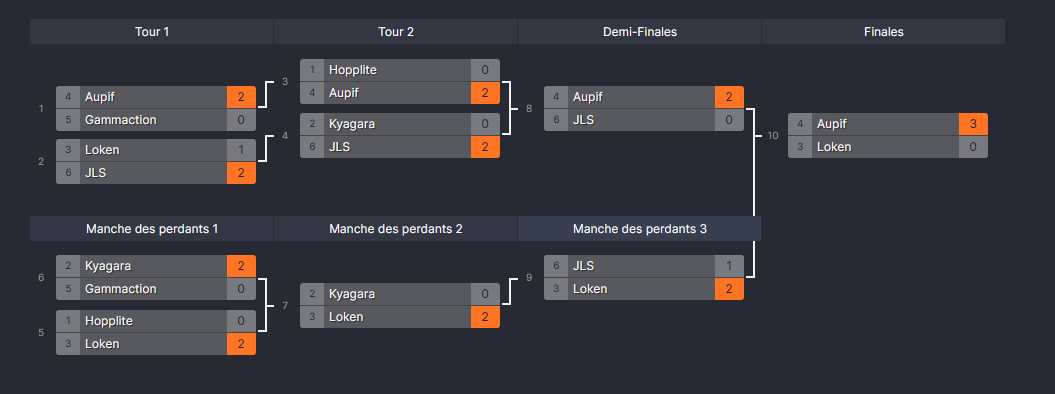 Tour 1 Tour 2 Demi-Finales Finales
1
4 Aupif 2
5 Gammaction 0
2
3 Loken 1
6 JLS 2
3
1 Hopplite 0
4 Aupif 2
4
2 Kyagara 0
6 JLS 2
8
4 Aupif 2
6 JLS 0
10
4 Aupif 3
3 Loken 0
Manche des perdants 1 Manche des perdants 2 Manche des perdants 3
6
2 Kyagara 2
5 Gammaction 0
5
1 Hopplite 0
3 Loken 2
7
2 Kyagara 0
3 Loken 2
9
6 JLS 1
3 Loken 2